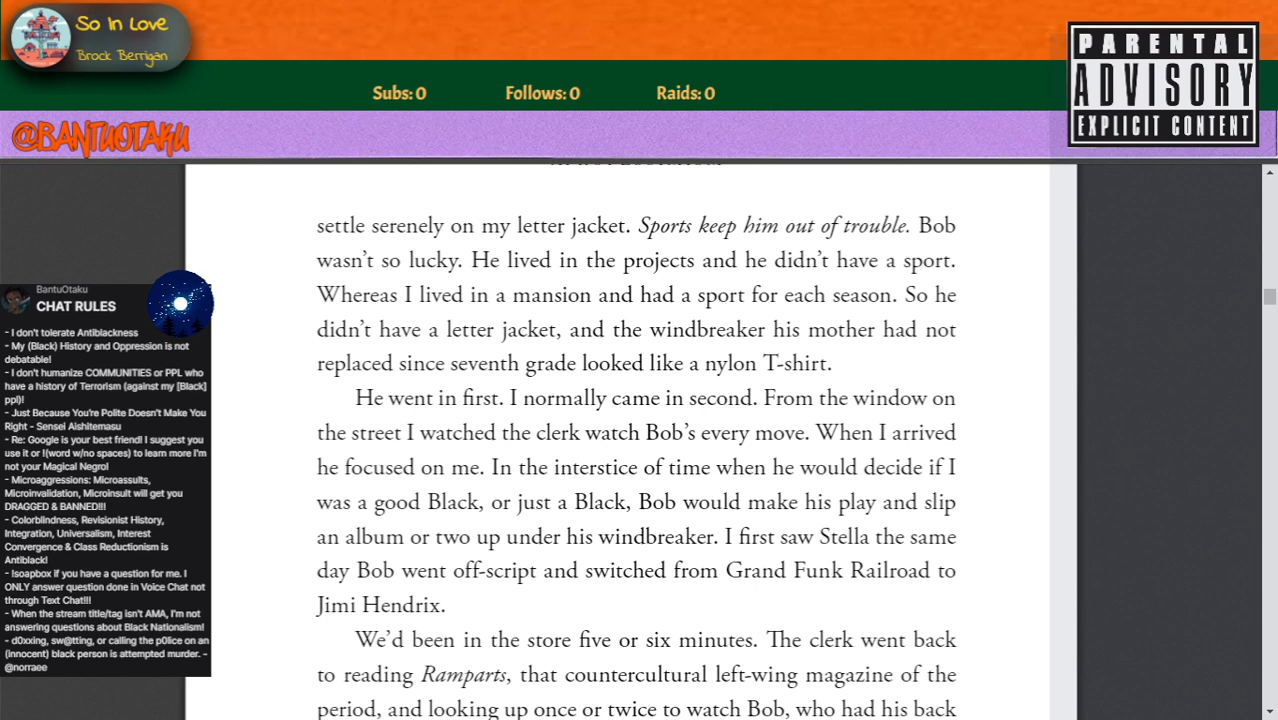 So In Love
Brock Berrigan
Subs: 0
Follows: 0
Raids: 0
PARENTAL
ADVISORY
EXPLICIT CONTENT
@BANTUOTAKU
settle serenely on my letter jacket. Sports keep him out of trouble. Bob
wasn't so lucky. He lived in the projects and he didn't have a sport.
Whereas I lived in a mansion and had a sport for each season. So he
didn't have a letter jacket, and the windbreaker his mother had not
replaced since seventh grade looked like a nylon T-shirt.
He went in first. I normally came in second. From the window on
the street I watched the clerk watch Bob's every move. When I arrived
he focused on me. In the interstice of time when he would decide if I
was a good Black, or just a Black, Bob would make his play and slip
an album or two up under his windbreaker. I first saw Stella the same
day Bob went off-script and switched from Grand Funk Railroad to
Jimi Hendrix.
We'd been in the store five or six minutes. The clerk went back
to reading Ramparts, that countercultural left-wing magazine of the
period, and looking up once or twice to watch Bob, who had his back
BantuOtaku
CHAT RULES
- I don't tolerate Antiblackness
- My (Black) History and Oppression is not
debatable!
- I don't humanize COMMUNITIES or PPL who
have a history of Terrorism (against my [Black]
ppl)!
- Just Because You're Polite Doesn't Make You
Right - Sensei Aishitemasu
- Re: Google is your best friend! I suggest you
use it or !(word w/no spaces) to learn more I'm
not your Magical Negro!
- Microaggressions: Microassults,
Microinvalidation, Microinsult will get you
DRAGGED & BANNED!!!
- Colorblindness, Revisionist History,
Integration, Universalism, Interest
Convergence & Class Reductionism is
Antiblack!
- !soapbox if you have a question for me. I
ONLY answer question done in Voice Chat not
through Text Chat!!!
- When the stream title/tag isn't AMA, I'm not
answering questions about Black Nationalism!
- d0xxing, sw@tting, or calling the p0lice on an
(innocent) black person is attempted murder. -
@norraee